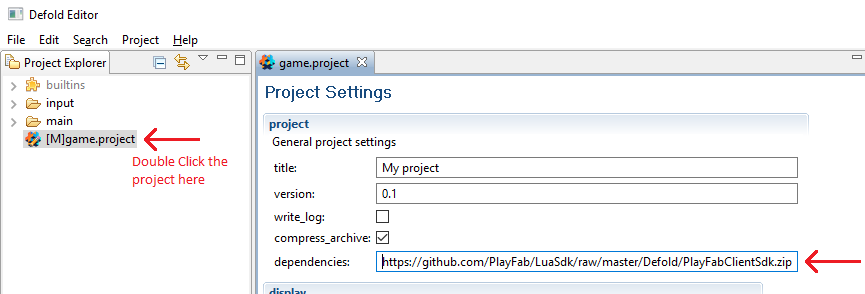 Defold Editor
File Edit Search Project Help
Project Explorer
game.project
builtins
input
main
[M]game.project
Double Click the
project here
Project Settings
project
General project settings
title: My project
version: 0.1
write_log:
compress_archive:
dependencies: https://github.com/PlayFab/LuaSdk/raw/master/Defold/PlayFabClientSdk.zip
display